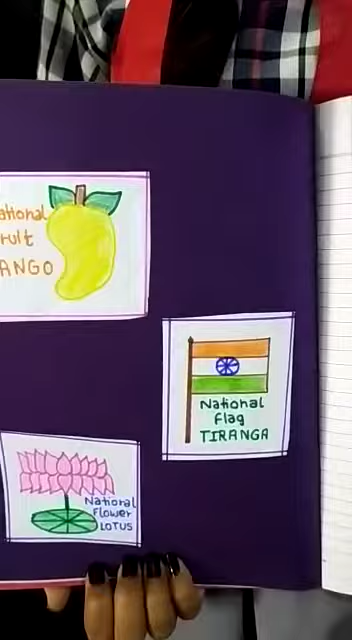 ational
ruit
ANGO
National
Flag
TIRANGA
National
Flower
LOTUS